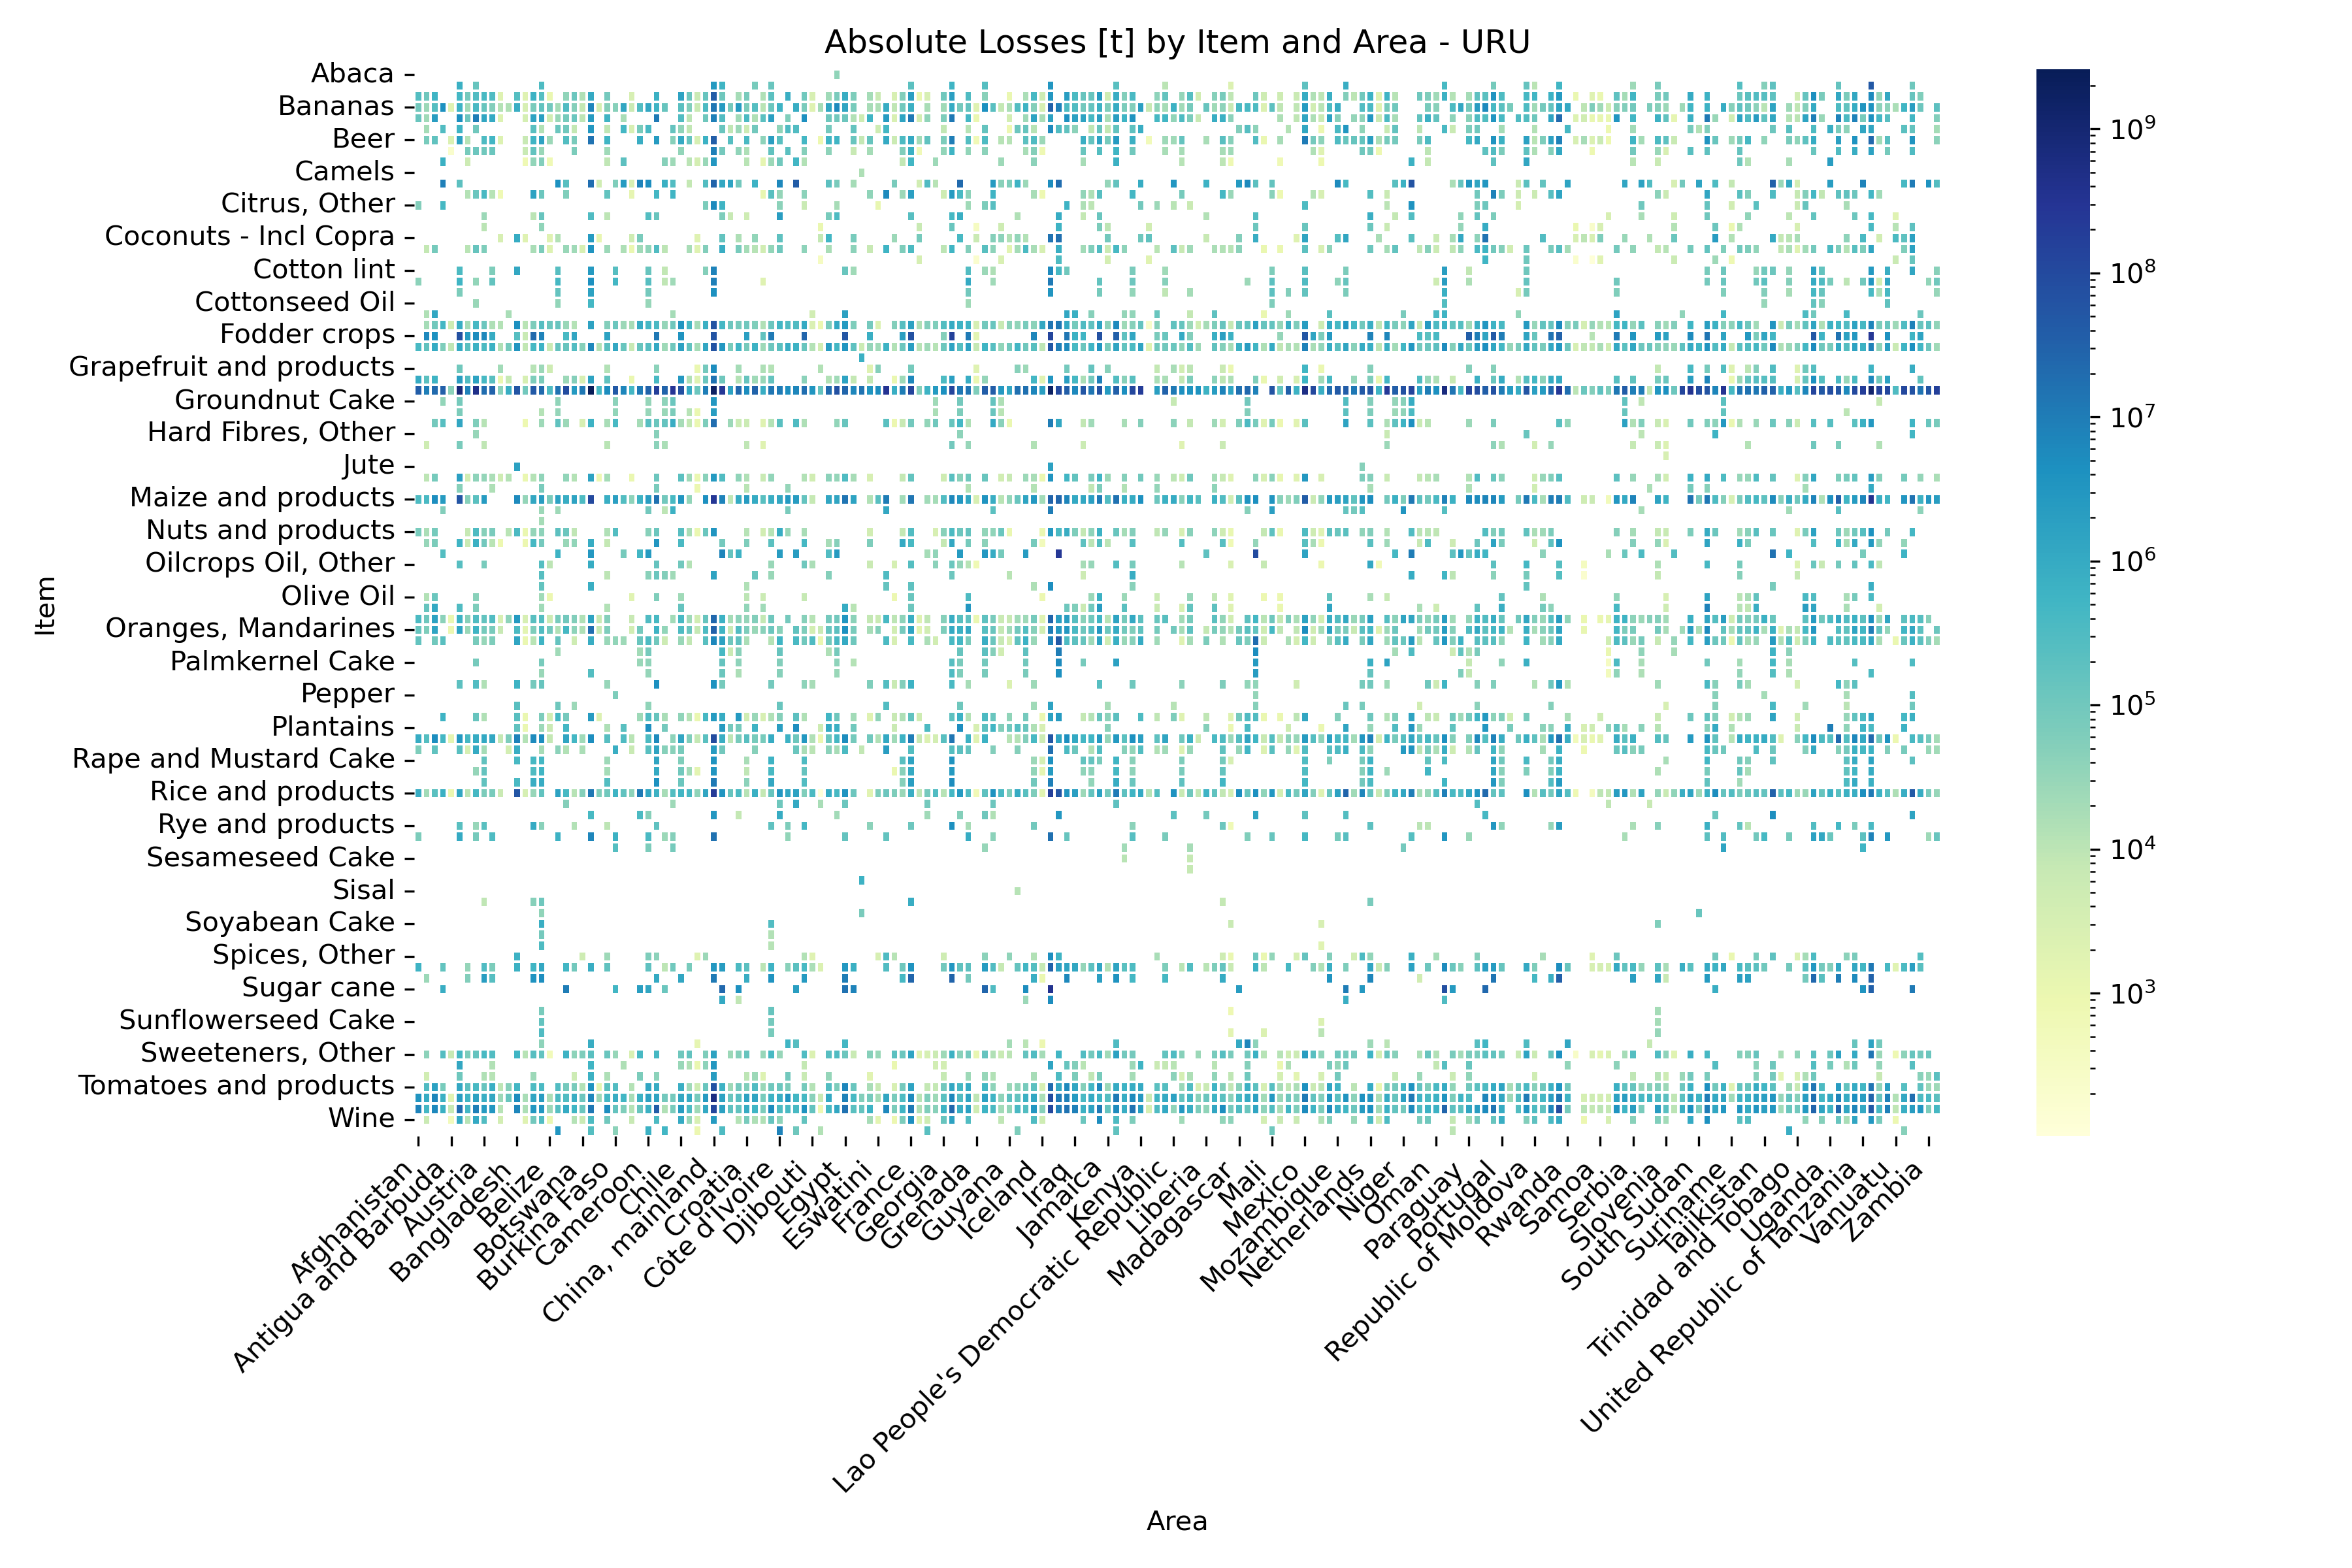 Absolute Losses [t] by Item and Area - URU
Item
Abaca
Bananas
Beer
Camels
Citrus, Other
Coconuts - Incl Copra
Cotton lint
Cottonseed Oil
Fodder crops
Grapefruit and products
Groundnut Cake
Hard Fibres, Other
Jute
Maize and products
Nuts and products
Oilcrops Oil, Other
Olive Oil
Oranges, Mandarines
Palmkernel Cake
Pepper
Plantains
Rape and Mustard Cake
Rice and products
Rye and products
Sesameseed Cake
Sisal
Soyabean Cake
Spices, Other
Sugar cane
Sunflowerseed Cake
Sweeteners, Other
Tomatoes and products
Wine
Afghanistan
Antigua and Barbuda
Austria
Bangladesh
Belize
Botswana
Burkina Faso
Cameroon
Chile
China, mainland
Croatia
Côte d'Ivoire
Djibouti
Egypt
Eswatini
France
Georgia
Grenada
Guyana
Iceland
Iraq
Jamaica
Kenya
Lao People's Democratic Republic
Liberia
Madagascar
Mali
Mexico
Mozambique
Netherlands
Niger
Oman
Paraguay
Portugal
Republic of Moldova
Rwanda
Samoa
Serbia
Slovenia
South Sudan
Suriname
Tajikistan
Trinidad and Tobago
Uganda
United Republic of Tanzania
Vanuatu
Zambia
Area
10⁹
10⁸
10⁷
10⁶
10⁵
10⁴
10³